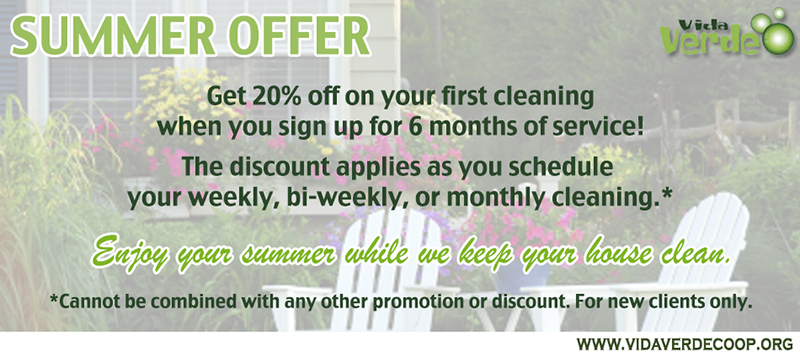 SUMMER OFFER
Vida
Verde
Get 20% off on your first cleaning
when you sign up for 6 months of service!
The discount applies as you schedule
your weekly, bi-weekly, or monthly cleaning.*
Enjoy your summer while we keep your house clean.
*Cannot be combined with any other promotion or discount. For new clients only.
WWW.VIDAVERDECOOP.ORG